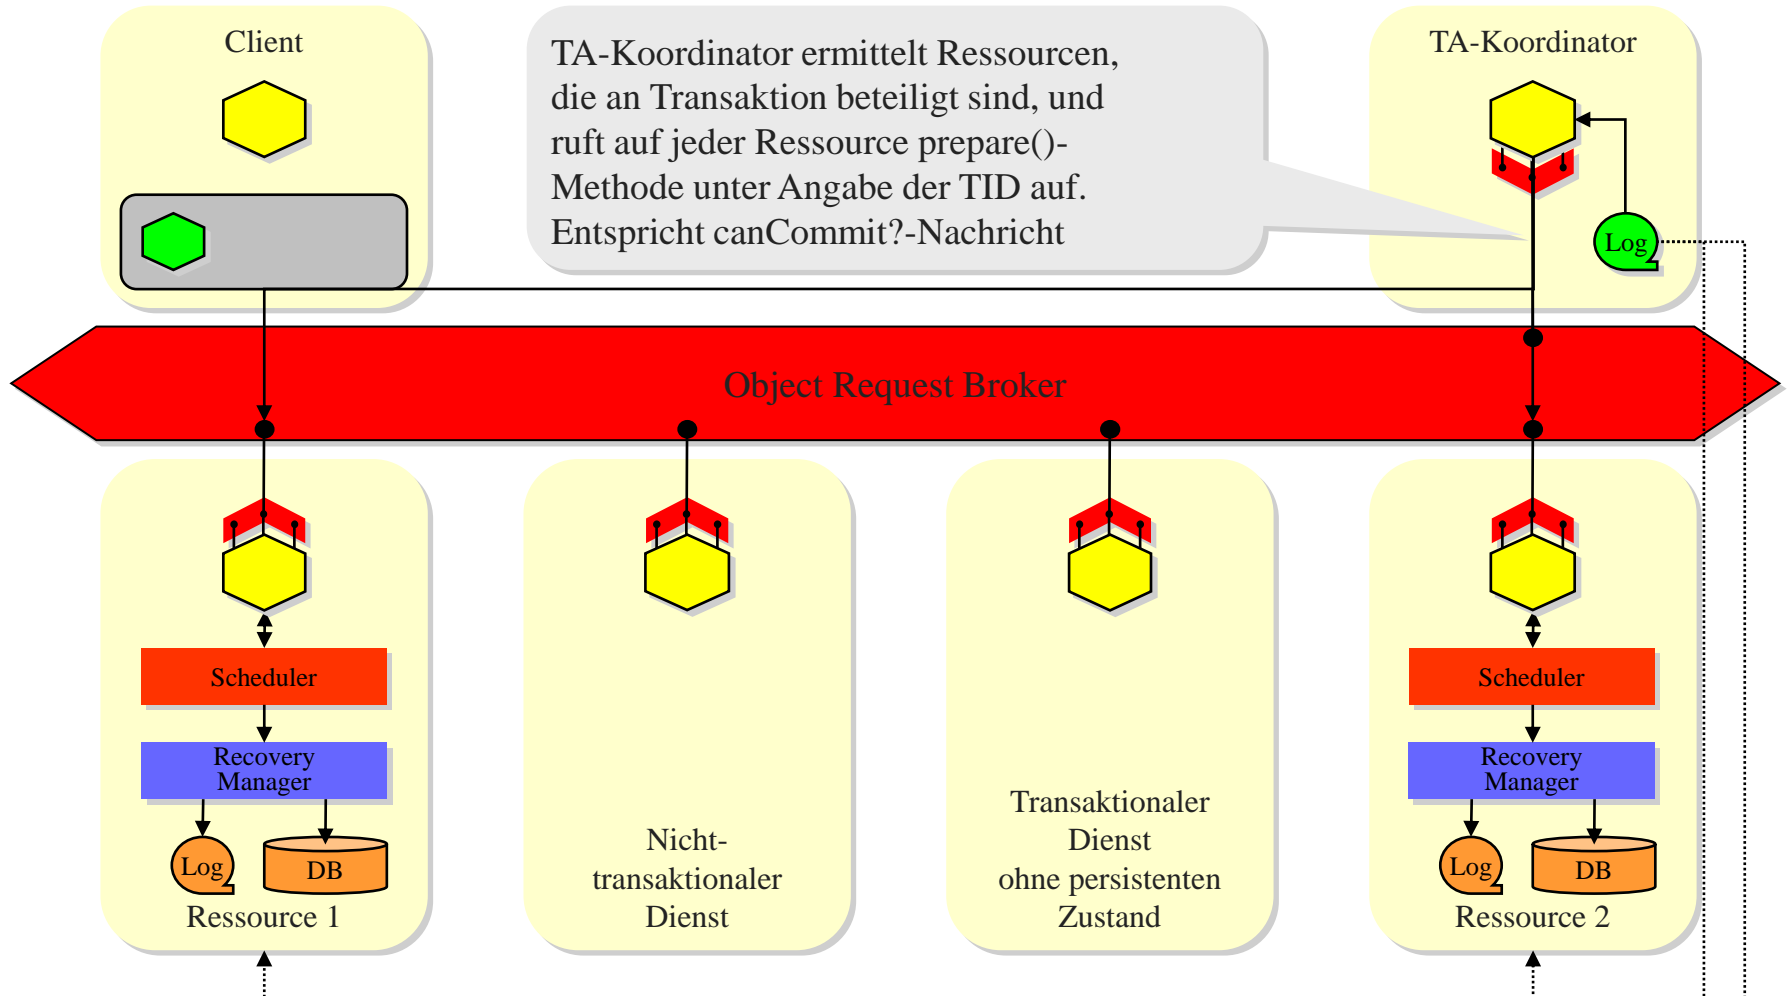 Client
TA-Koordinator ermittelt Ressourcen,
die an Transaktion beteiligt sind, und
ruft auf jeder Ressource prepare()-
Methode unter Angabe der TID auf.
Entspricht canCommit?-Nachricht
TA-Koordinator
Log
Object Request Broker
Scheduler
Recovery
Manager
Log
DB
Ressource 1
Nicht-
transaktionaler
Dienst
Transaktionaler
Dienst
ohne persistenten
Zustand
Scheduler
Recovery
Manager
Log
DB
Ressource 2